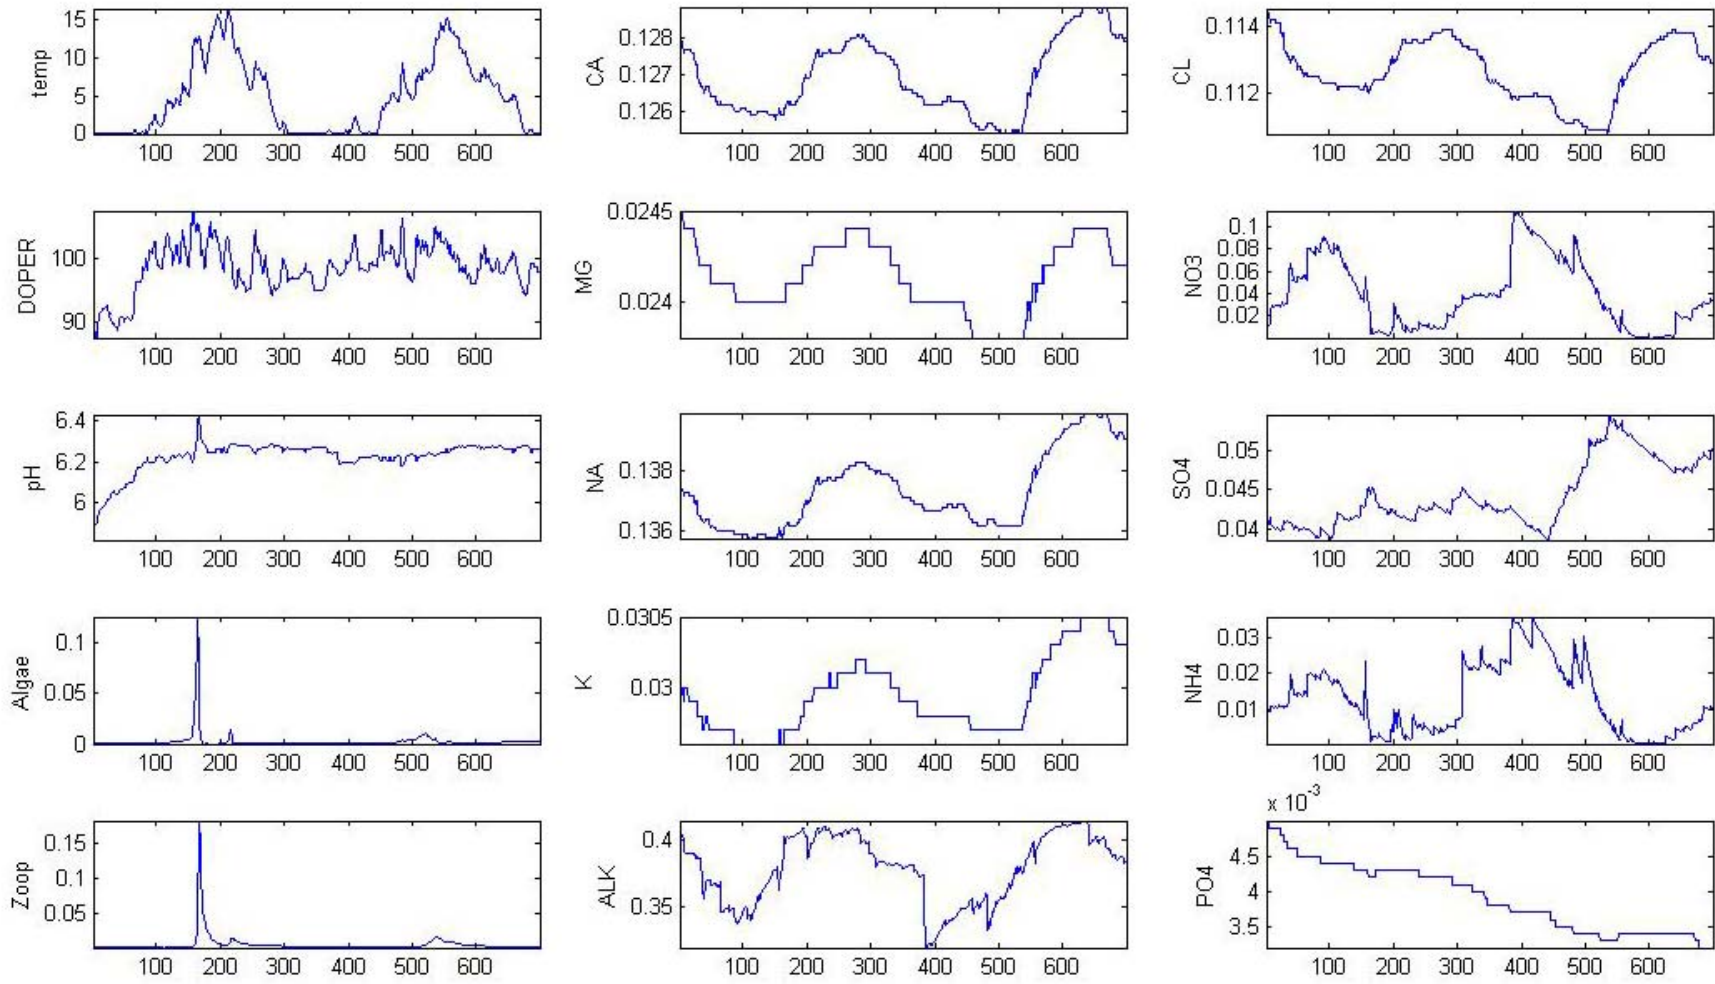 temp
15
10
5
0
100 200 300 400 500 600
CA
0.128
0.127
0.126
100 200 300 400 500 600
CL
0.114
0.112
100 200 300 400 500 600
DOPER
100
90
100 200 300 400 500 600
MG
0.0245
0.024
100 200 300 400 500 600
NO3
0.1
0.08
0.06
0.04
0.02
100 200 300 400 500 600
pH
6.4
6.2
6
100 200 300 400 500 600
NA
0.138
0.136
100 200 300 400 500 600
SO4
0.05
0.045
0.04
100 200 300 400 500 600
Algae
0.1
0.05
0
100 200 300 400 500 600
K
0.0305
0.03
100 200 300 400 500 600
NH4
0.03
0.02
0.01
100 200 300 400 500 600
Zoop
0.15
0.1
0.05
100 200 300 400 500 600
ALK
0.4
0.35
100 200 300 400 500 600
x 10-3
PO4
4.5
4
3.5
100 200 300 400 500 600